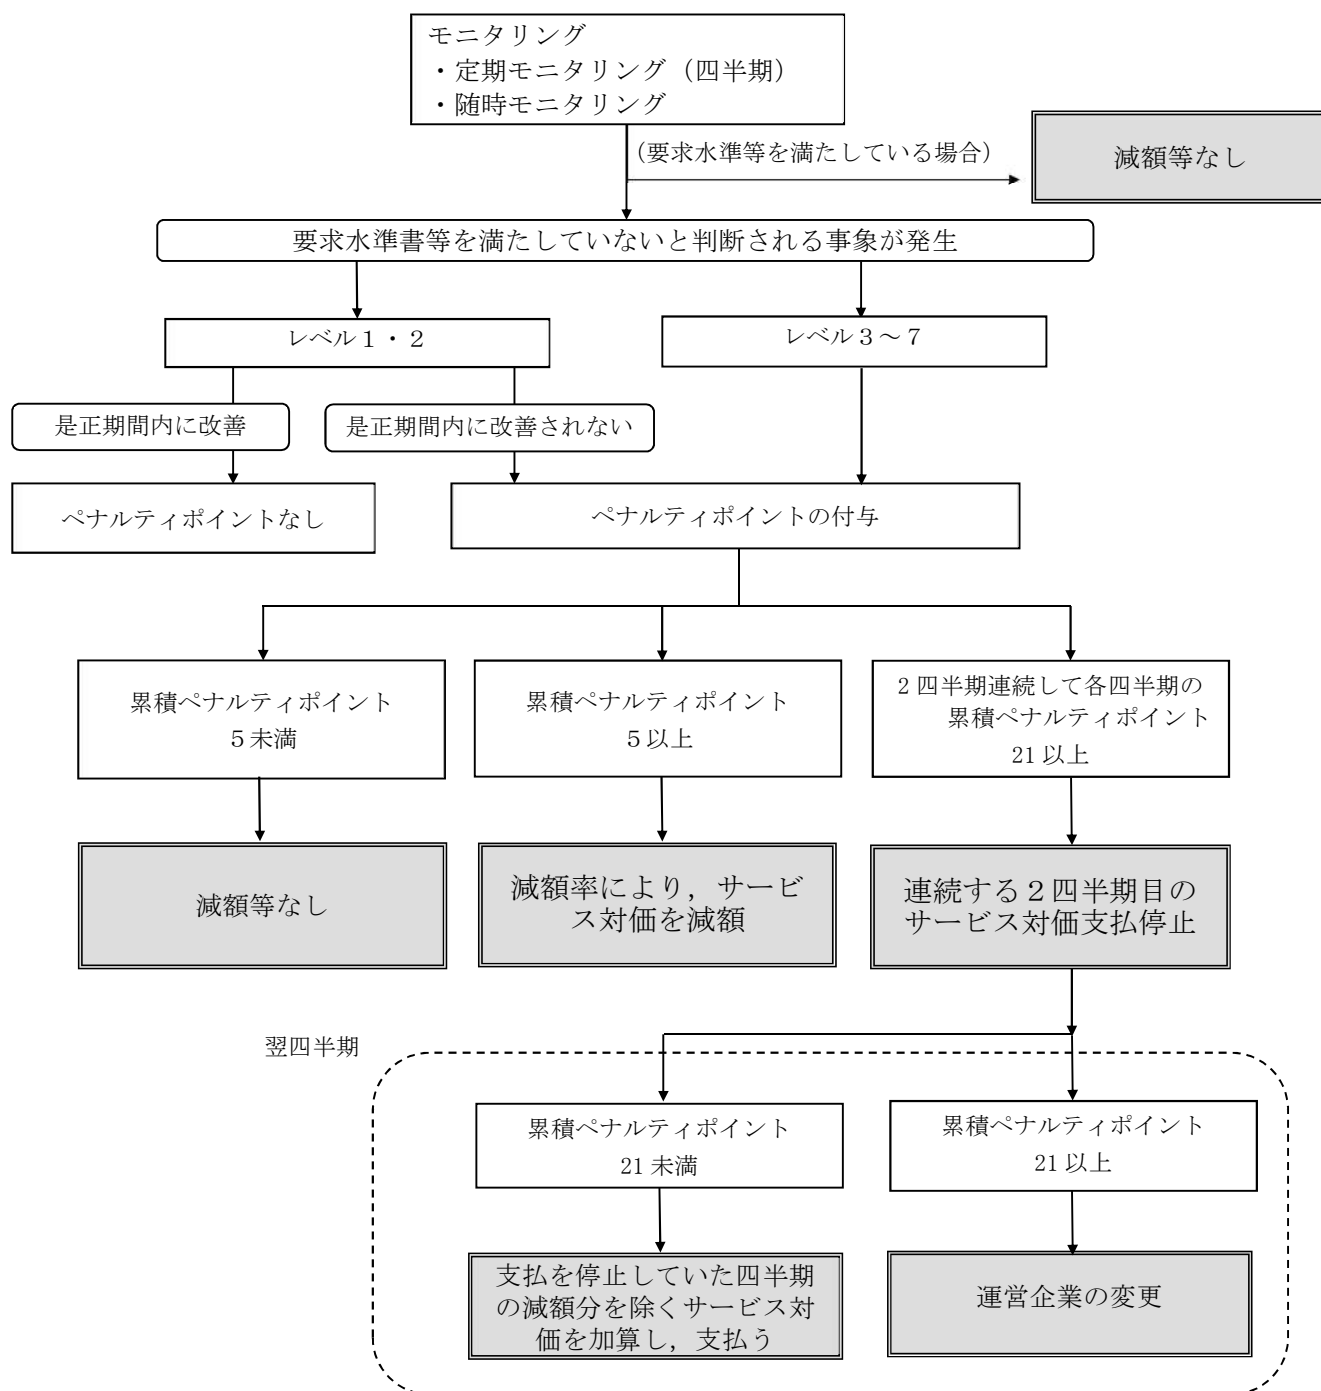 モニタリング
・定期モニタリング（四半期）
・随時モニタリング
（要求水準等を満たしている場合）
減額等なし
要求水準書等を満たしていないと判断される事象が発生
レベル１・２
レベル３～７
是正期間内に改善
是正期間内に改善されない
ペナルティポイントなし
ペナルティポイントの付与
累積ペナルティポイント
５未満
累積ペナルティポイント
５以上
２四半期連続して各四半期の
累積ペナルティポイント
21 以上
減額等なし
減額率により，サービ
ス対価を減額
連続する２四半期目の
サービス対価支払停止
翌四半期
累積ペナルティポイント
21 未満
累積ペナルティポイント
21 以上
支払を停止していた四半期
の減額分を除くサービス対
価を加算し，支払う
運営企業の変更